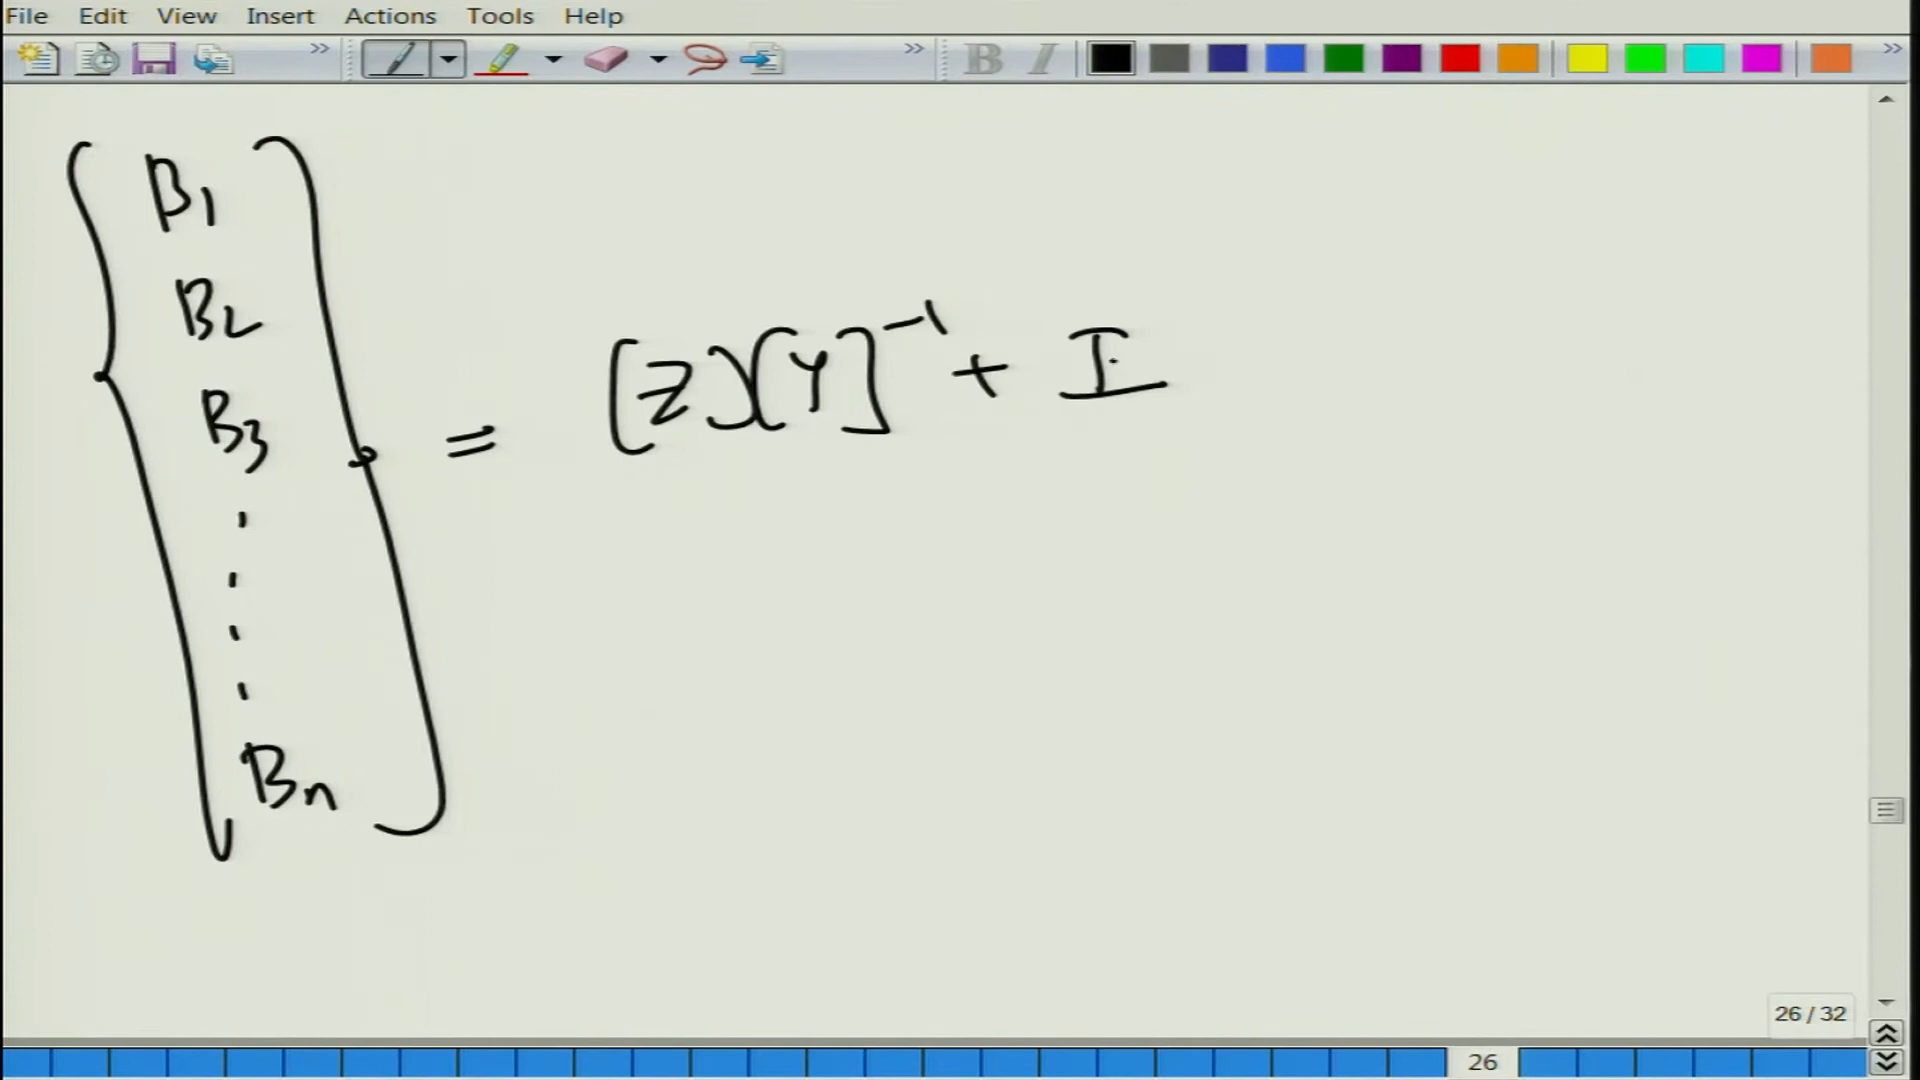 File Edit View Insert Actions Tools Help
B I
B1
B2
B3
.
.
.
.
Bn
= [Z][Y]^-1 + I
26 / 32
26